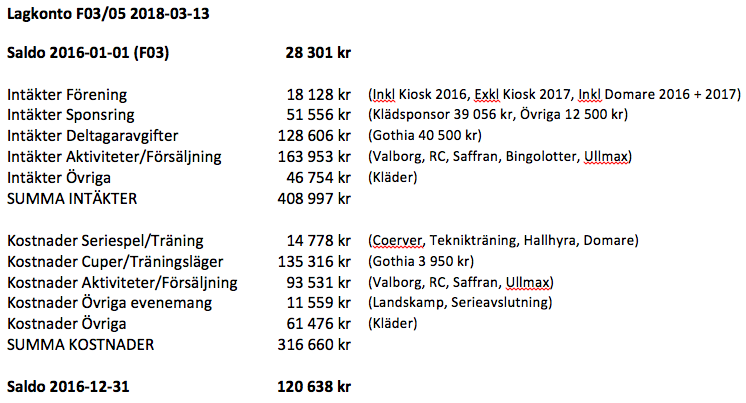 Lagkonto F03/05 2018-03-13
Saldo 2016-01-01 (F03) 28 301 kr
Intäkter Förening 18 128 kr (Inkl Kiosk 2016, Exkl Kiosk 2017, Inkl Domare 2016 + 2017)
Intäkter Sponsring 51 556 kr (Klädsponsor 39 056 kr, Övriga 12 500 kr)
Intäkter Deltagaravgifter 128 606 kr (Gothia 40 500 kr)
Intäkter Aktiviteter/Försäljning 163 953 kr (Valborg, RC, Saffran, Bingolotter, Ullmax)
Intäkter Övriga 46 754 kr (Kläder)
SUMMA INTÄKTER 408 997 kr
Kostnader Seriespel/Träning 14 778 kr (Coerver, Teknikträning, Hallhyra, Domare)
Kostnader Cuper/Träningsläger 135 316 kr (Gothia 3 950 kr)
Kostnader Aktiviteter/Försäljning 93 531 kr (Valborg, RC, Saffran, Ullmax)
Kostnader Övriga evenemang 11 559 kr (Landskamp, Serieavslutning)
Kostnader Övriga 61 476 kr (Kläder)
SUMMA KOSTNADER 316 660 kr
Saldo 2016-12-31 120 638 kr